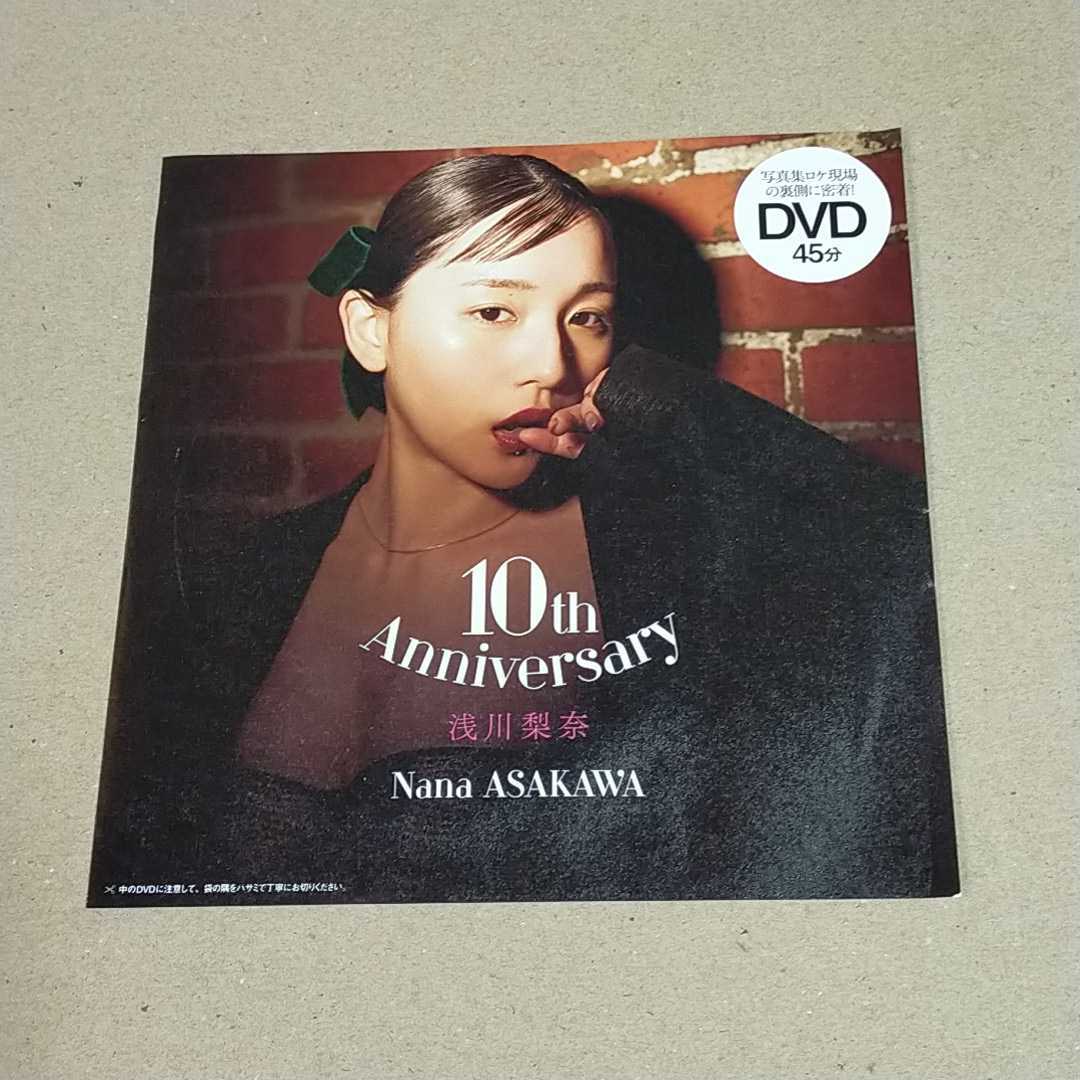 写真集ロケ現場
の裏側に密着!
DVD
45分
10th
Anniversary
浅川梨奈
Nana ASAKAWA
中のDVDに注意して、袋の隅をハサミで丁寧にお切りください。